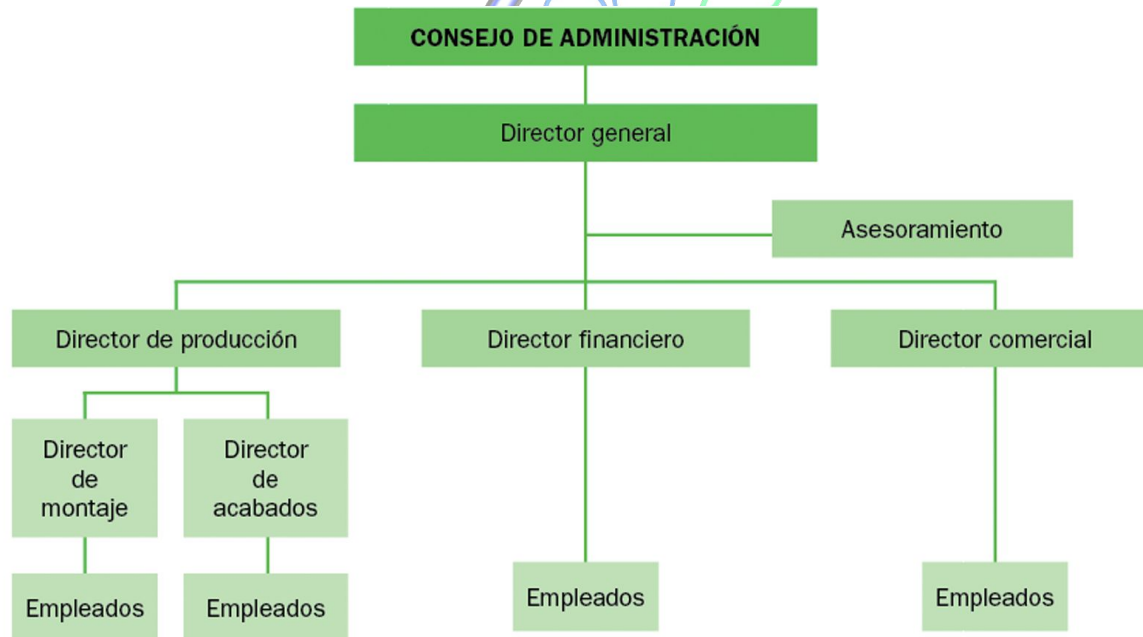 CONSEJO DE ADMINISTRACIÓN
Director general
Asesoramiento
Director de producción
Director financiero
Director comercial
Director
de
montaje
Director
de
acabados
Empleados
Empleados
Empleados
Empleados